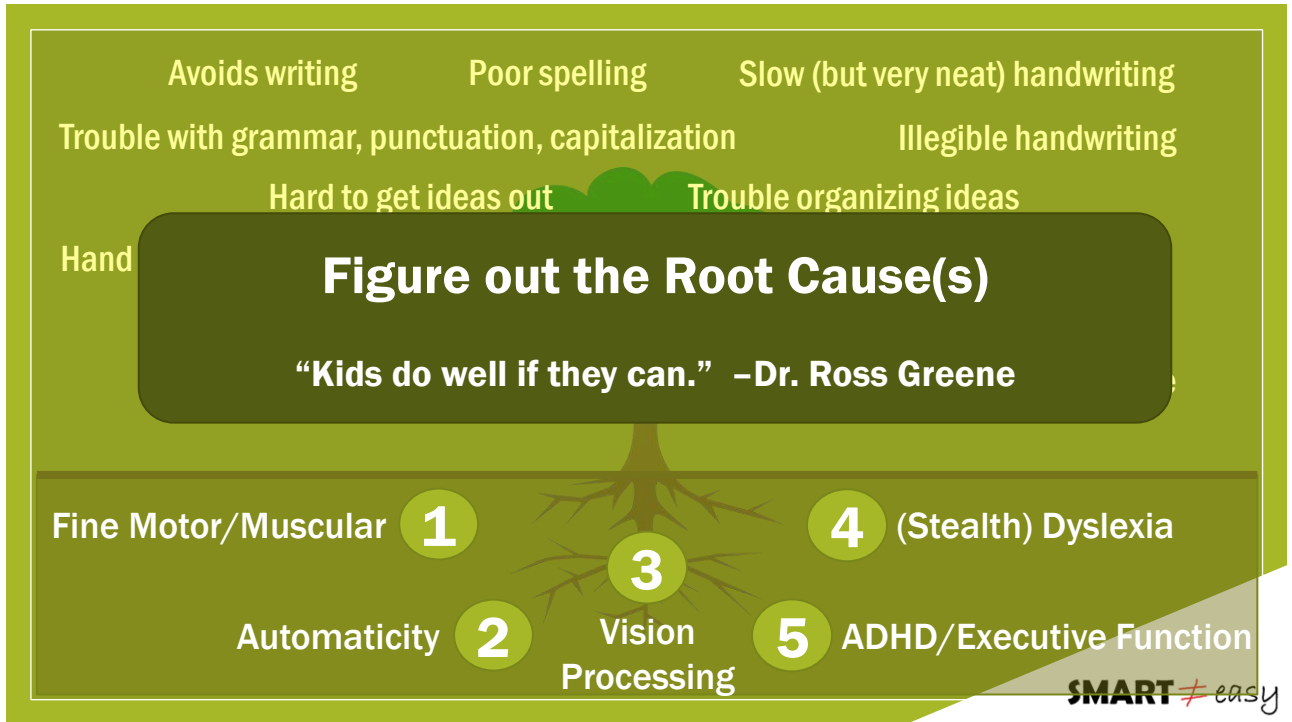 Avoids writing Poor spelling Slow (but very neat) handwriting
Trouble with grammar, punctuation, capitalization Illegible handwriting
Hard to get ideas out Trouble organizing ideas
Hand
Figure out the Root Cause(s)
“Kids do well if they can.” –Dr. Ross Greene
Fine Motor/Muscular 1 4 (Stealth) Dyslexia
3
Automaticity 2 Vision 5 ADHD/Executive Function
Processing
SMART ≠ easy